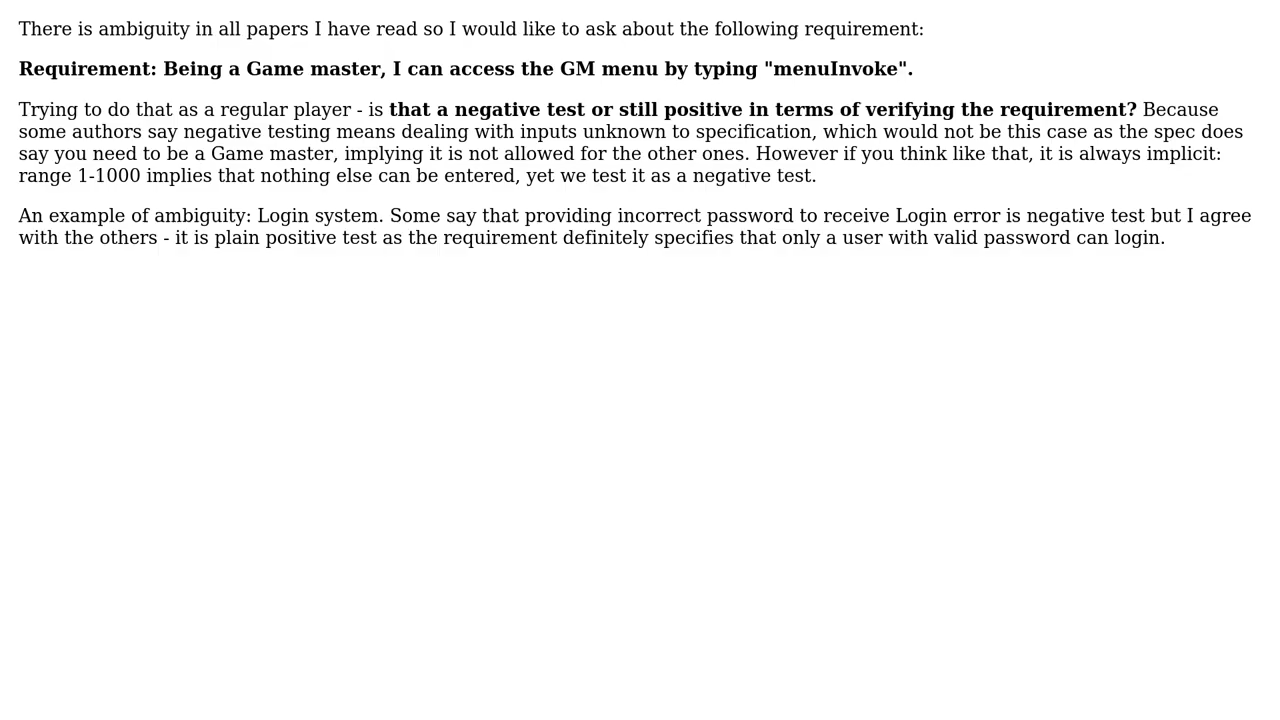 There is ambiguity in all papers I have read so I would like to ask about the following requirement:
Requirement: Being a Game master, I can access the GM menu by typing "menuInvoke".
Trying to do that as a regular player - is that a negative test or still positive in terms of verifying the requirement? Because
some authors say negative testing means dealing with inputs unknown to specification, which would not be this case as the spec does
say you need to be a Game master, implying it is not allowed for the other ones. However if you think like that, it is always implicit:
range 1-1000 implies that nothing else can be entered, yet we test it as a negative test.
An example of ambiguity: Login system. Some say that providing incorrect password to receive Login error is negative test but I agree
with the others - it is plain positive test as the requirement definitely specifies that only a user with valid password can login.